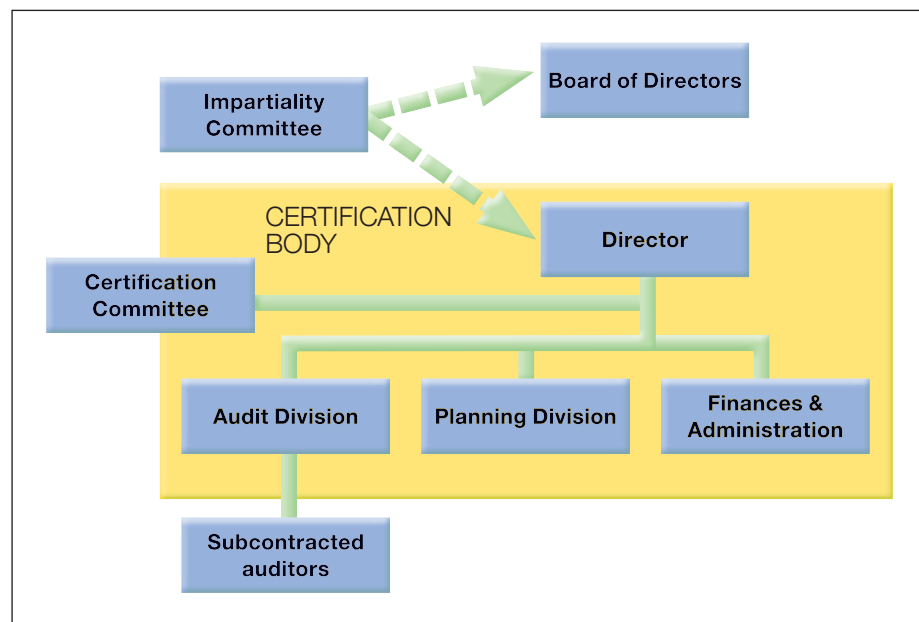 Board of Directors
Impartiality
Committee
CERTIFICATION
BODY
Director
Certification
Committee
Audit Division
Planning Division
Finances &
Administration
Subcontracted
auditors